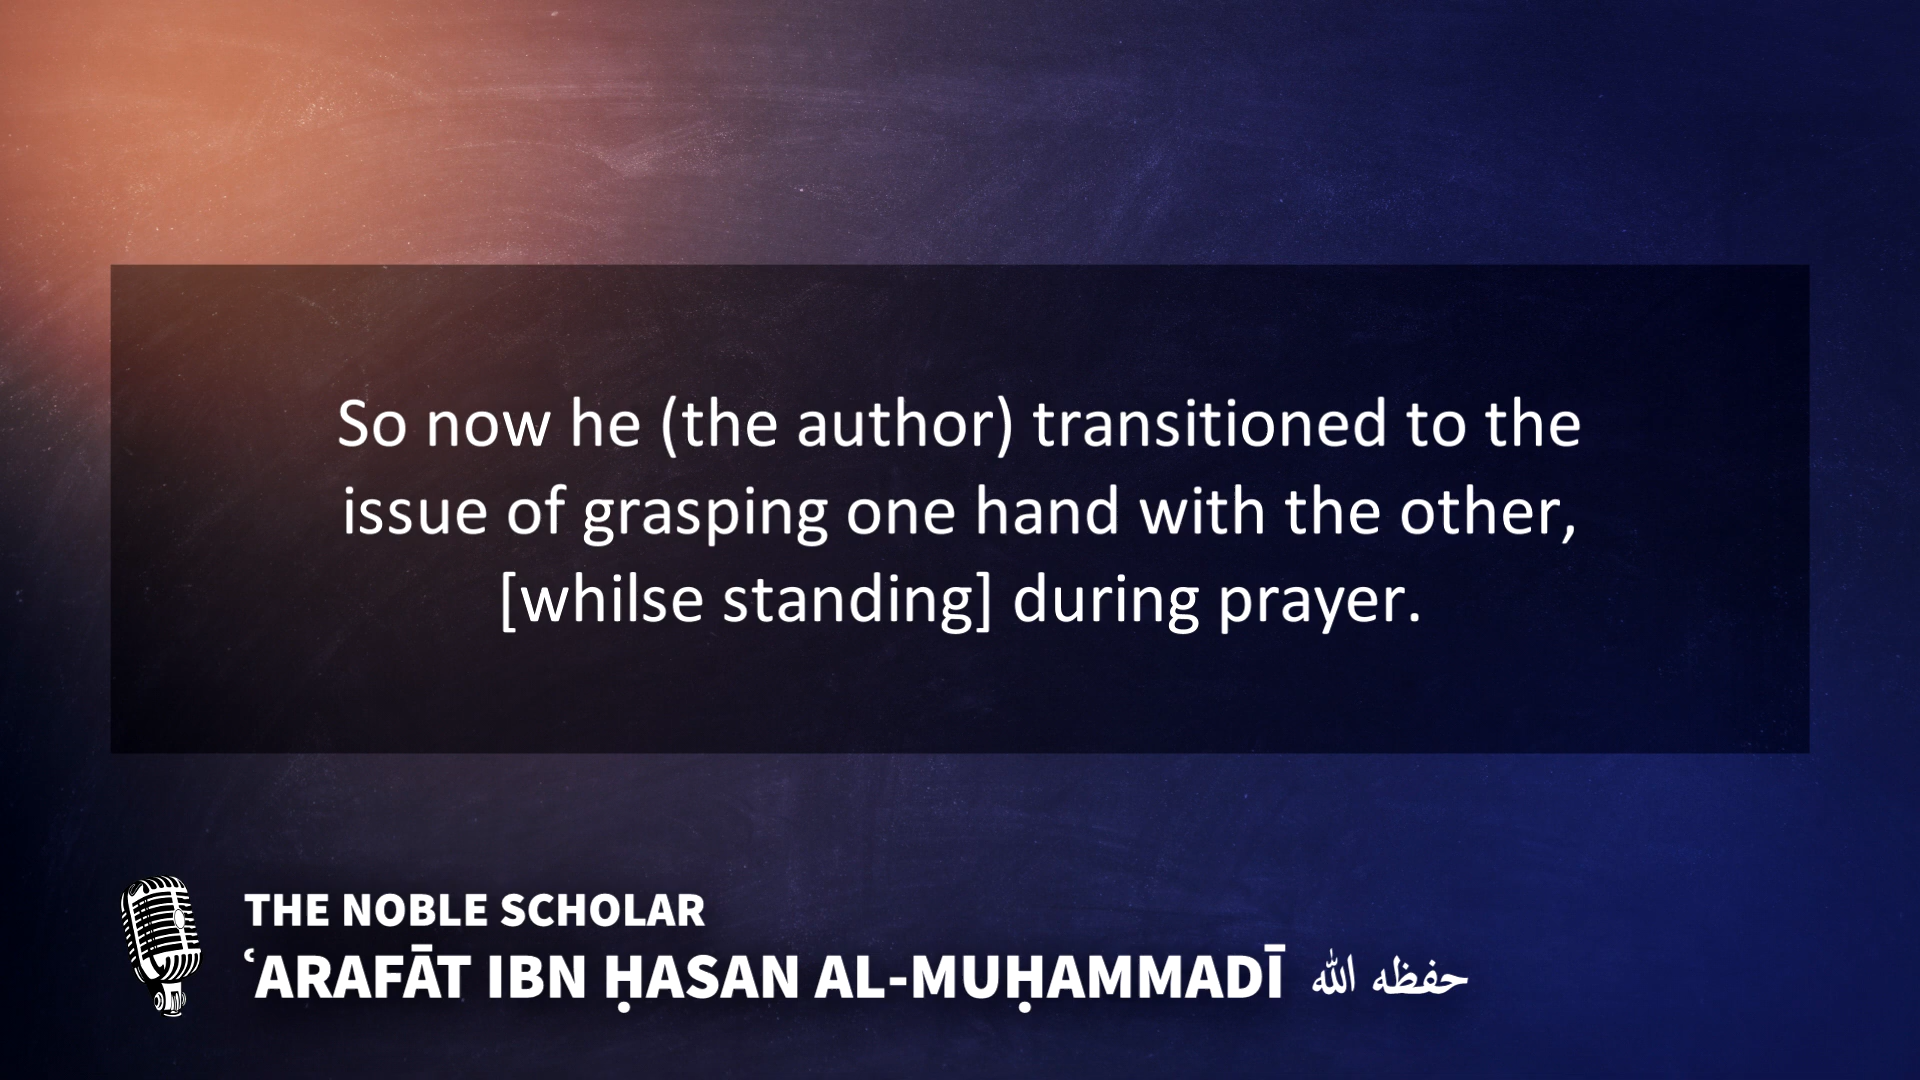 So now he (the author) transitioned to the
issue of grasping one hand with the other,
[whilse standing] during prayer.
THE NOBLE SCHOLAR
ʿARAFĀT IBN ḤASAN AL-MUḤAMMADĪ حفظه الله